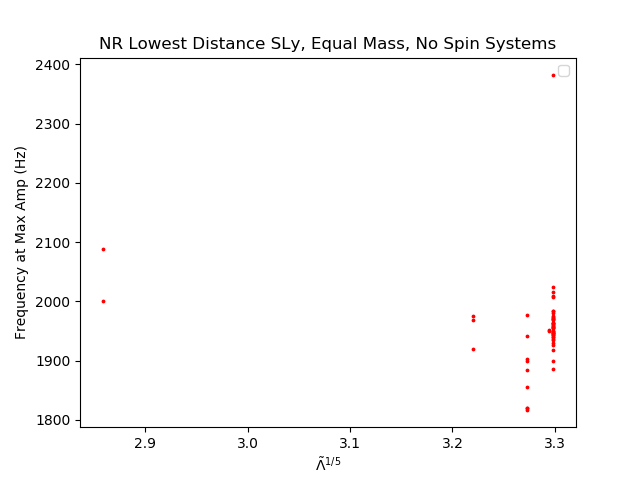 NR Lowest Distance SLy, Equal Mass, No Spin Systems
Frequency at Max Amp (Hz)
2400
2300
2200
2100
2000
1900
1800
2.9 3.0 3.1 3.2 3.3
Λ̃^{1/5}